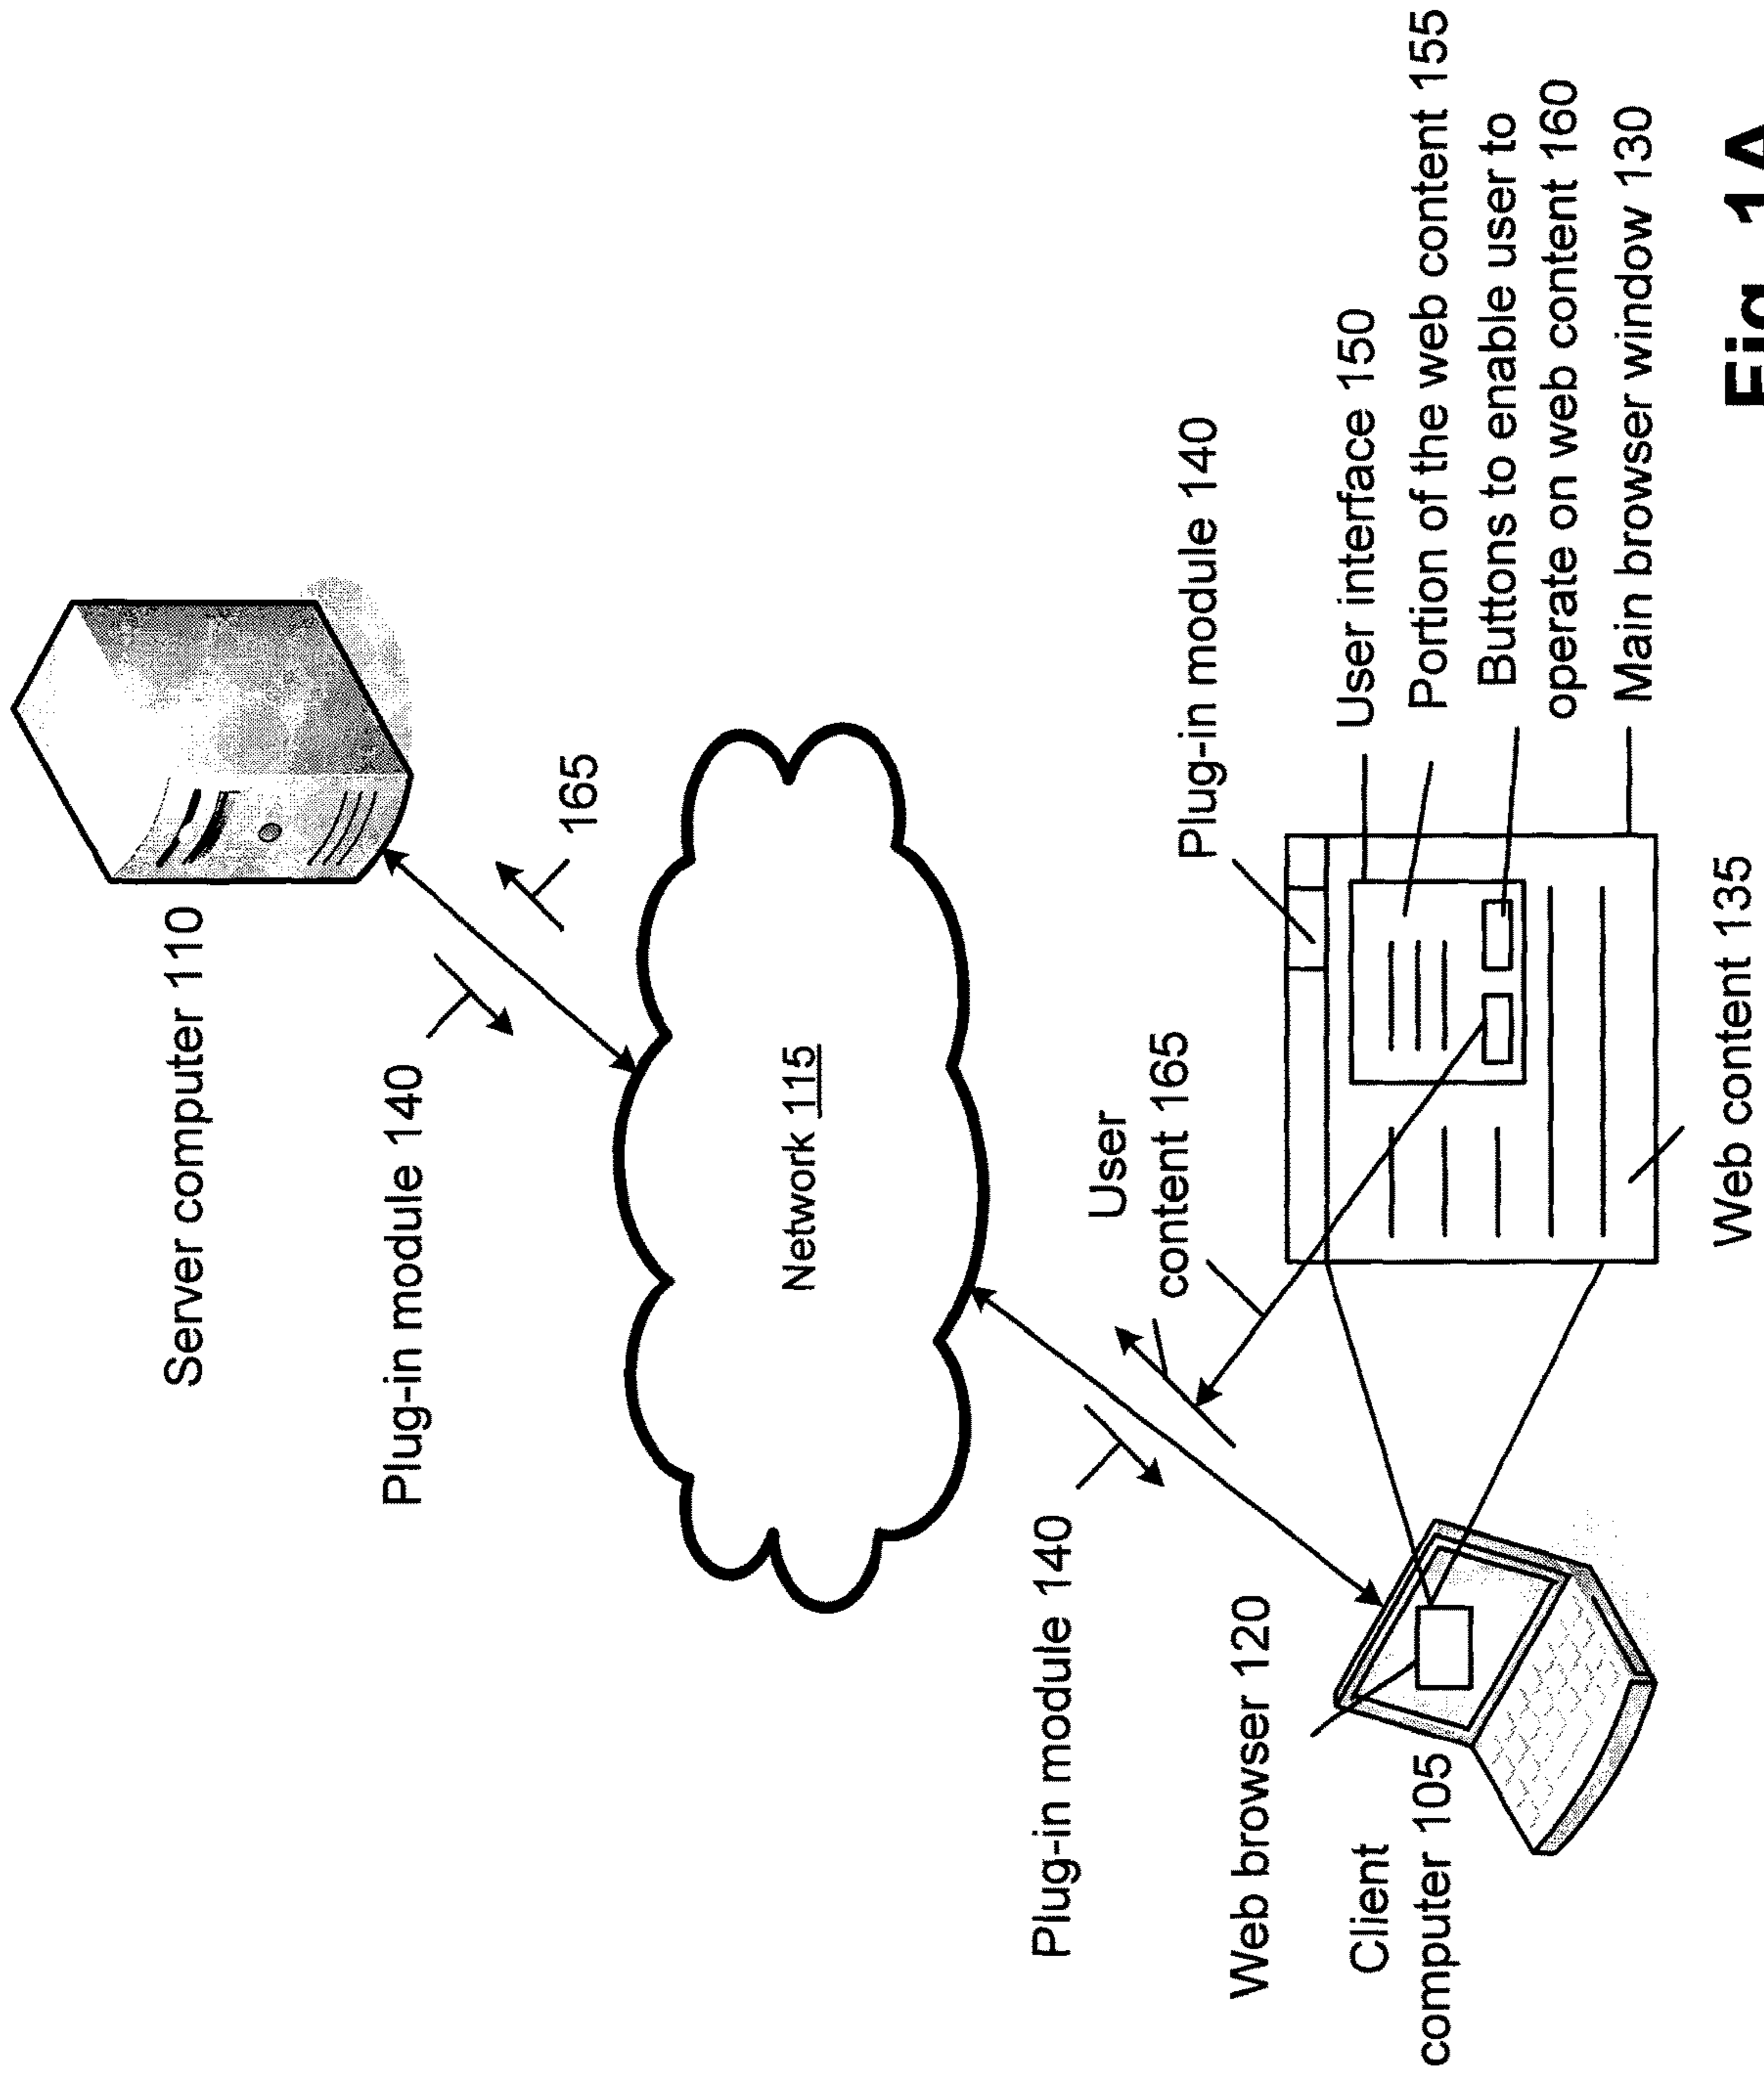 Server computer 110
Plug-in module 140
165
Network 115
Plug-in module 140
User
content 165
Web browser 120
Client
computer 105
Plug-in module 140
User interface 150
Portion of the web content 155
Buttons to enable user to
operate on web content 160
Main browser window 130
Web content 135
Fig. 1A